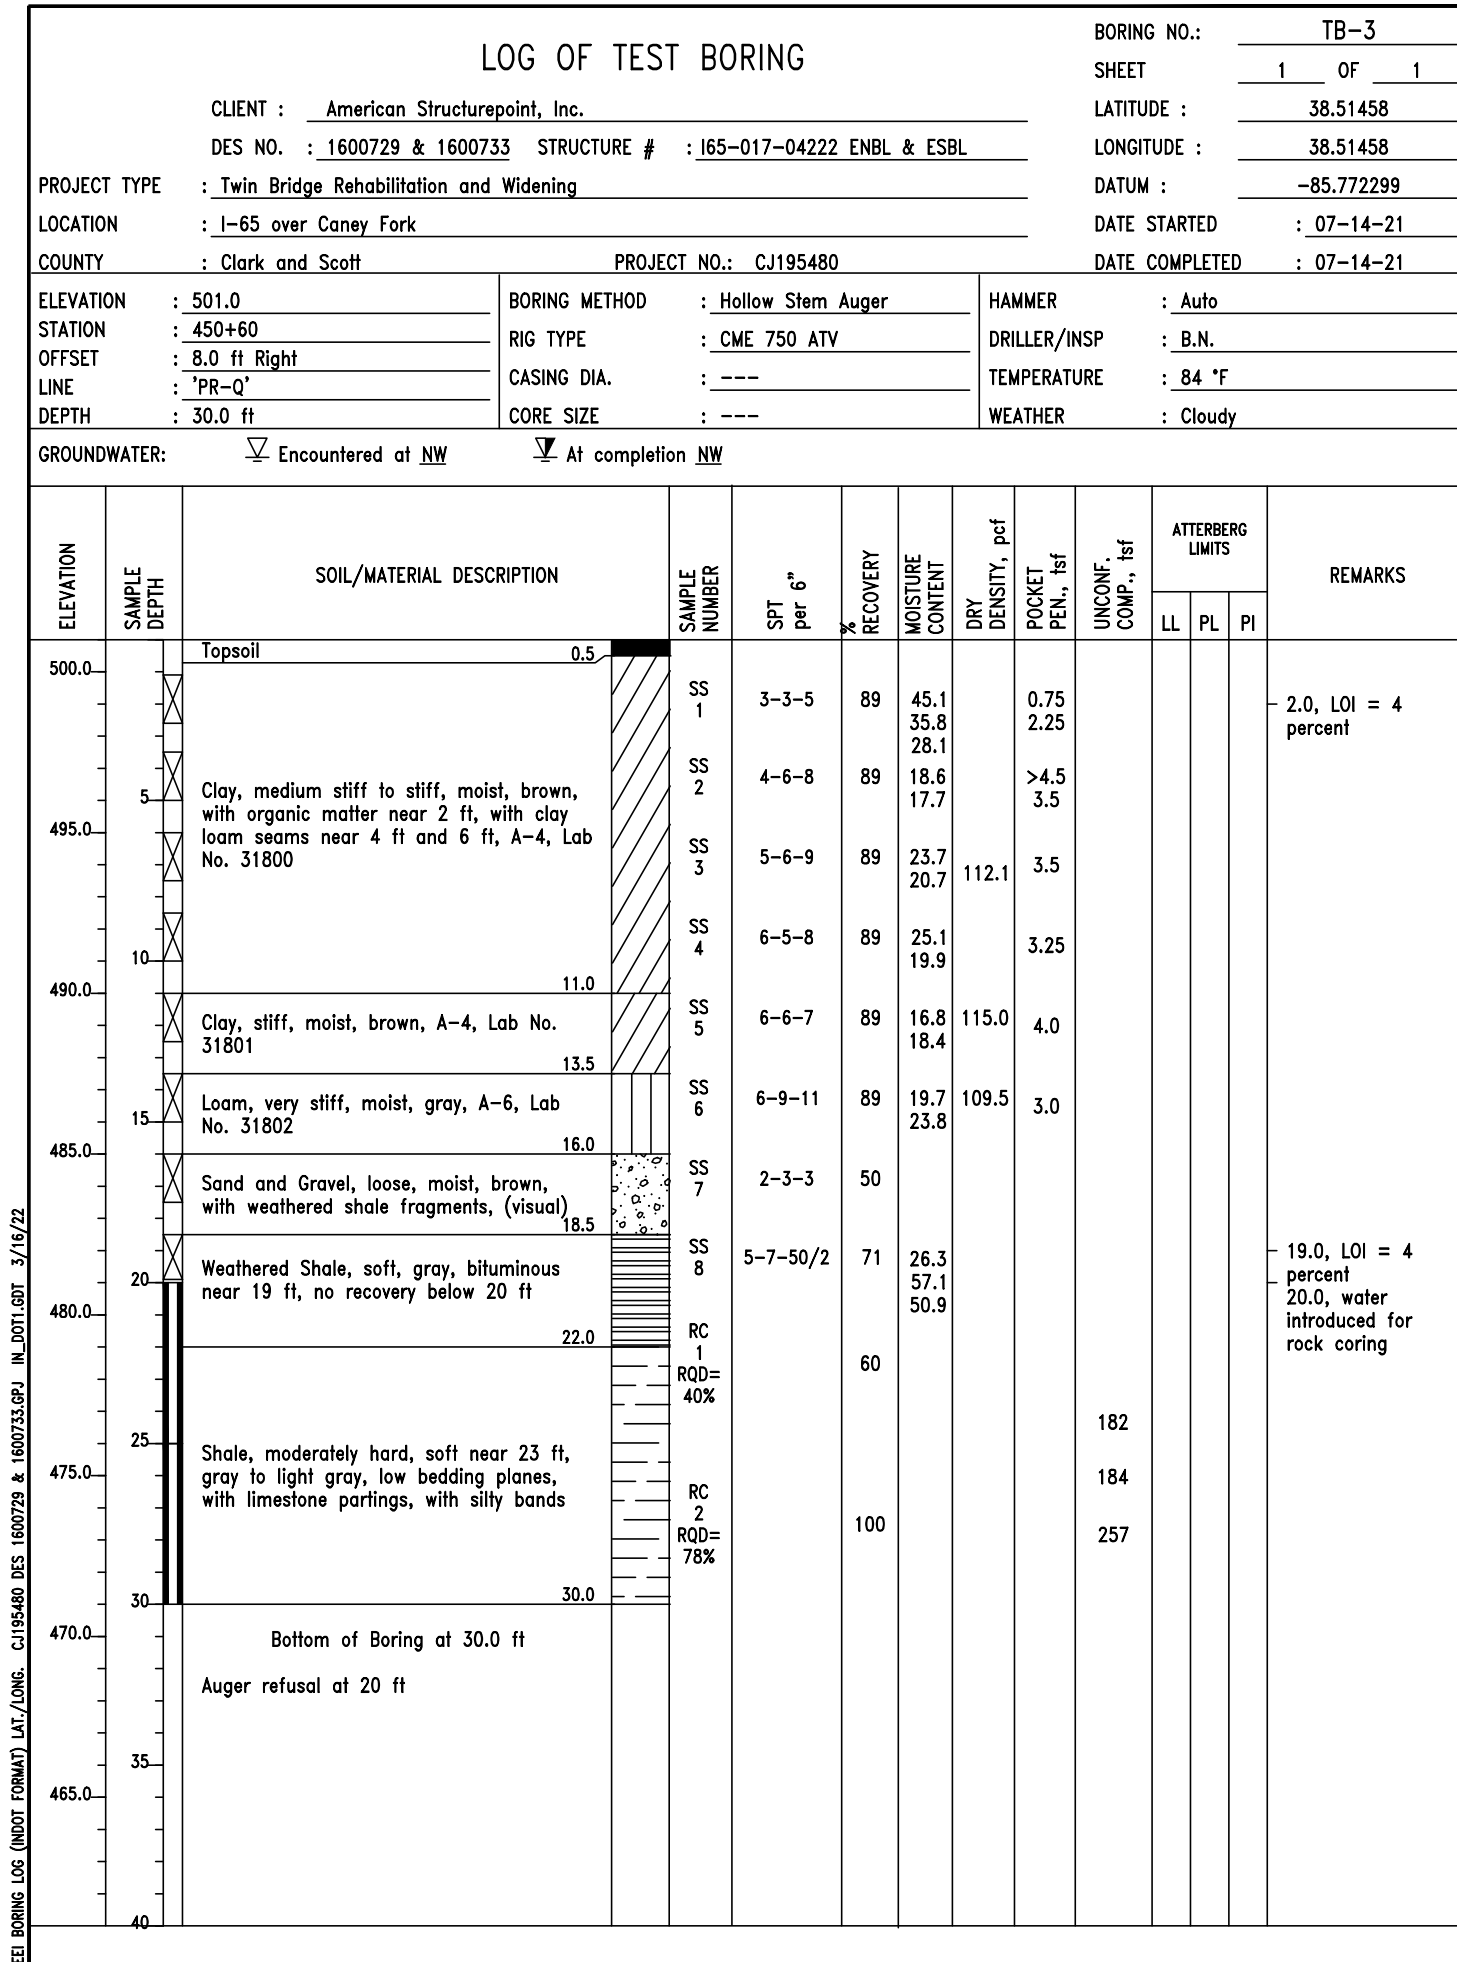 LOG OF TEST BORING
BORING NO.: TB-3
SHEET 1 OF 1
CLIENT : American Structurepoint, Inc.
LATITUDE : 38.51458
DES NO. : 1600729 & 1600733 STRUCTURE # : I65-017-04222 ENBL & ESBL
LONGITUDE : 38.51458
PROJECT TYPE : Twin Bridge Rehabilitation and Widening
DATUM : -85.772299
LOCATION : I-65 over Caney Fork
DATE STARTED : 07-14-21
COUNTY : Clark and Scott PROJECT NO.: CJ195480
DATE COMPLETED : 07-14-21
ELEVATION : 501.0
STATION : 450+60
OFFSET : 8.0 ft Right
LINE : 'PR-Q'
DEPTH : 30.0 ft
BORING METHOD : Hollow Stem Auger
RIG TYPE : CME 750 ATV
CASING DIA. : ---
CORE SIZE : ---
HAMMER : Auto
DRILLER/INSP : B.N.
TEMPERATURE : 84 °F
WEATHER : Cloudy
GROUNDWATER: Encountered at NW At completion NW
ELEVATION
SAMPLE
DEPTH
SOIL/MATERIAL DESCRIPTION
SAMPLE
NUMBER
SPT
per 6"
%
RECOVERY
MOISTURE
CONTENT
DRY
DENSITY, pcf
POCKET
PEN., tsf
UNCONF.
COMP., tsf
ATTERBERG
LIMITS
LL PL PI
REMARKS
Topsoil 0.5
500.0
SS
1
3-3-5 89 45.1 0.75
35.8 2.25
28.1
2.0, LOI = 4
percent
SS
2
4-6-8 89 18.6 >4.5
17.7 3.5
5
495.0
Clay, medium stiff to stiff, moist, brown,
with organic matter near 2 ft, with clay
loam seams near 4 ft and 6 ft, A-4, Lab
No. 31800
SS
3
5-6-9 89 23.7 112.1 3.5
20.7
SS
4
6-5-8 89 25.1 3.25
19.9
10
490.0
11.0
Clay, stiff, moist, brown, A-4, Lab No.
31801
13.5
SS
5
6-6-7 89 16.8 115.0 4.0
18.4
Loam, very stiff, moist, gray, A-6, Lab
No. 31802
16.0
SS
6
6-9-11 89 19.7 109.5 3.0
23.8
15
485.0
Sand and Gravel, loose, moist, brown,
with weathered shale fragments, (visual)
18.5
SS
7
2-3-3 50
Weathered Shale, soft, gray, bituminous
near 19 ft, no recovery below 20 ft
22.0
SS
8
5-7-50/2 71 26.3
57.1
50.9
19.0, LOI = 4
percent
20.0, water
introduced for
rock coring
20
480.0
RC
1
RQD=
40%
60
Shale, moderately hard, soft near 23 ft,
gray to light gray, low bedding planes,
with limestone partings, with silty bands
30.0
25
475.0
182
184
RC
2
RQD=
78%
100
257
30
470.0
Bottom of Boring at 30.0 ft
Auger refusal at 20 ft
35
465.0
40
EEI BORING LOG (INDOT FORMAT) LAT./LONG. CJ195480 DES 1600729 & 1600733.GPJ IN_DOT1.GDT 3/16/22